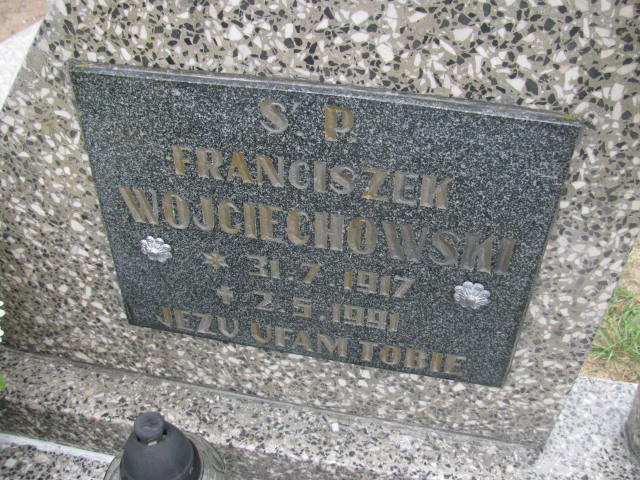 Ś. P.
FRANCISZEK
WOJCIECHOWSKI
* 31.7.1917
+ 2.5.1991
JEZU UFAM TOBIE